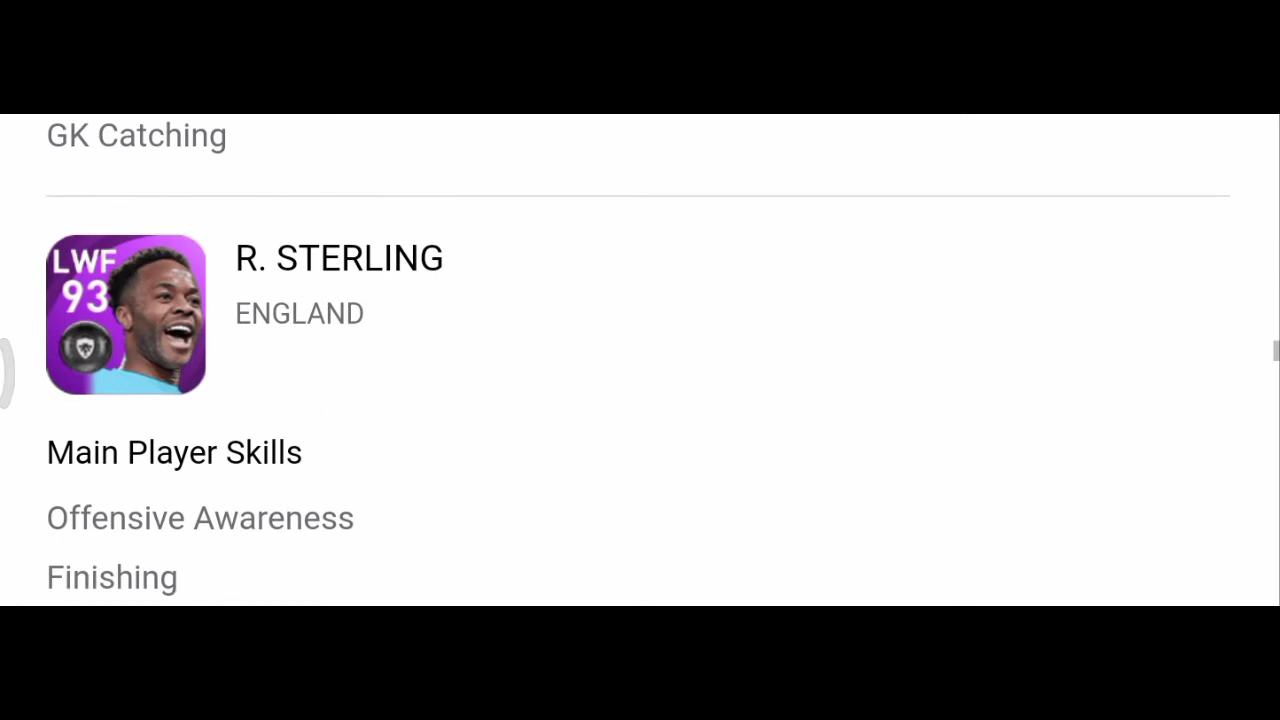 GK Catching
LWF
93
R. STERLING
ENGLAND
Main Player Skills
Offensive Awareness
Finishing